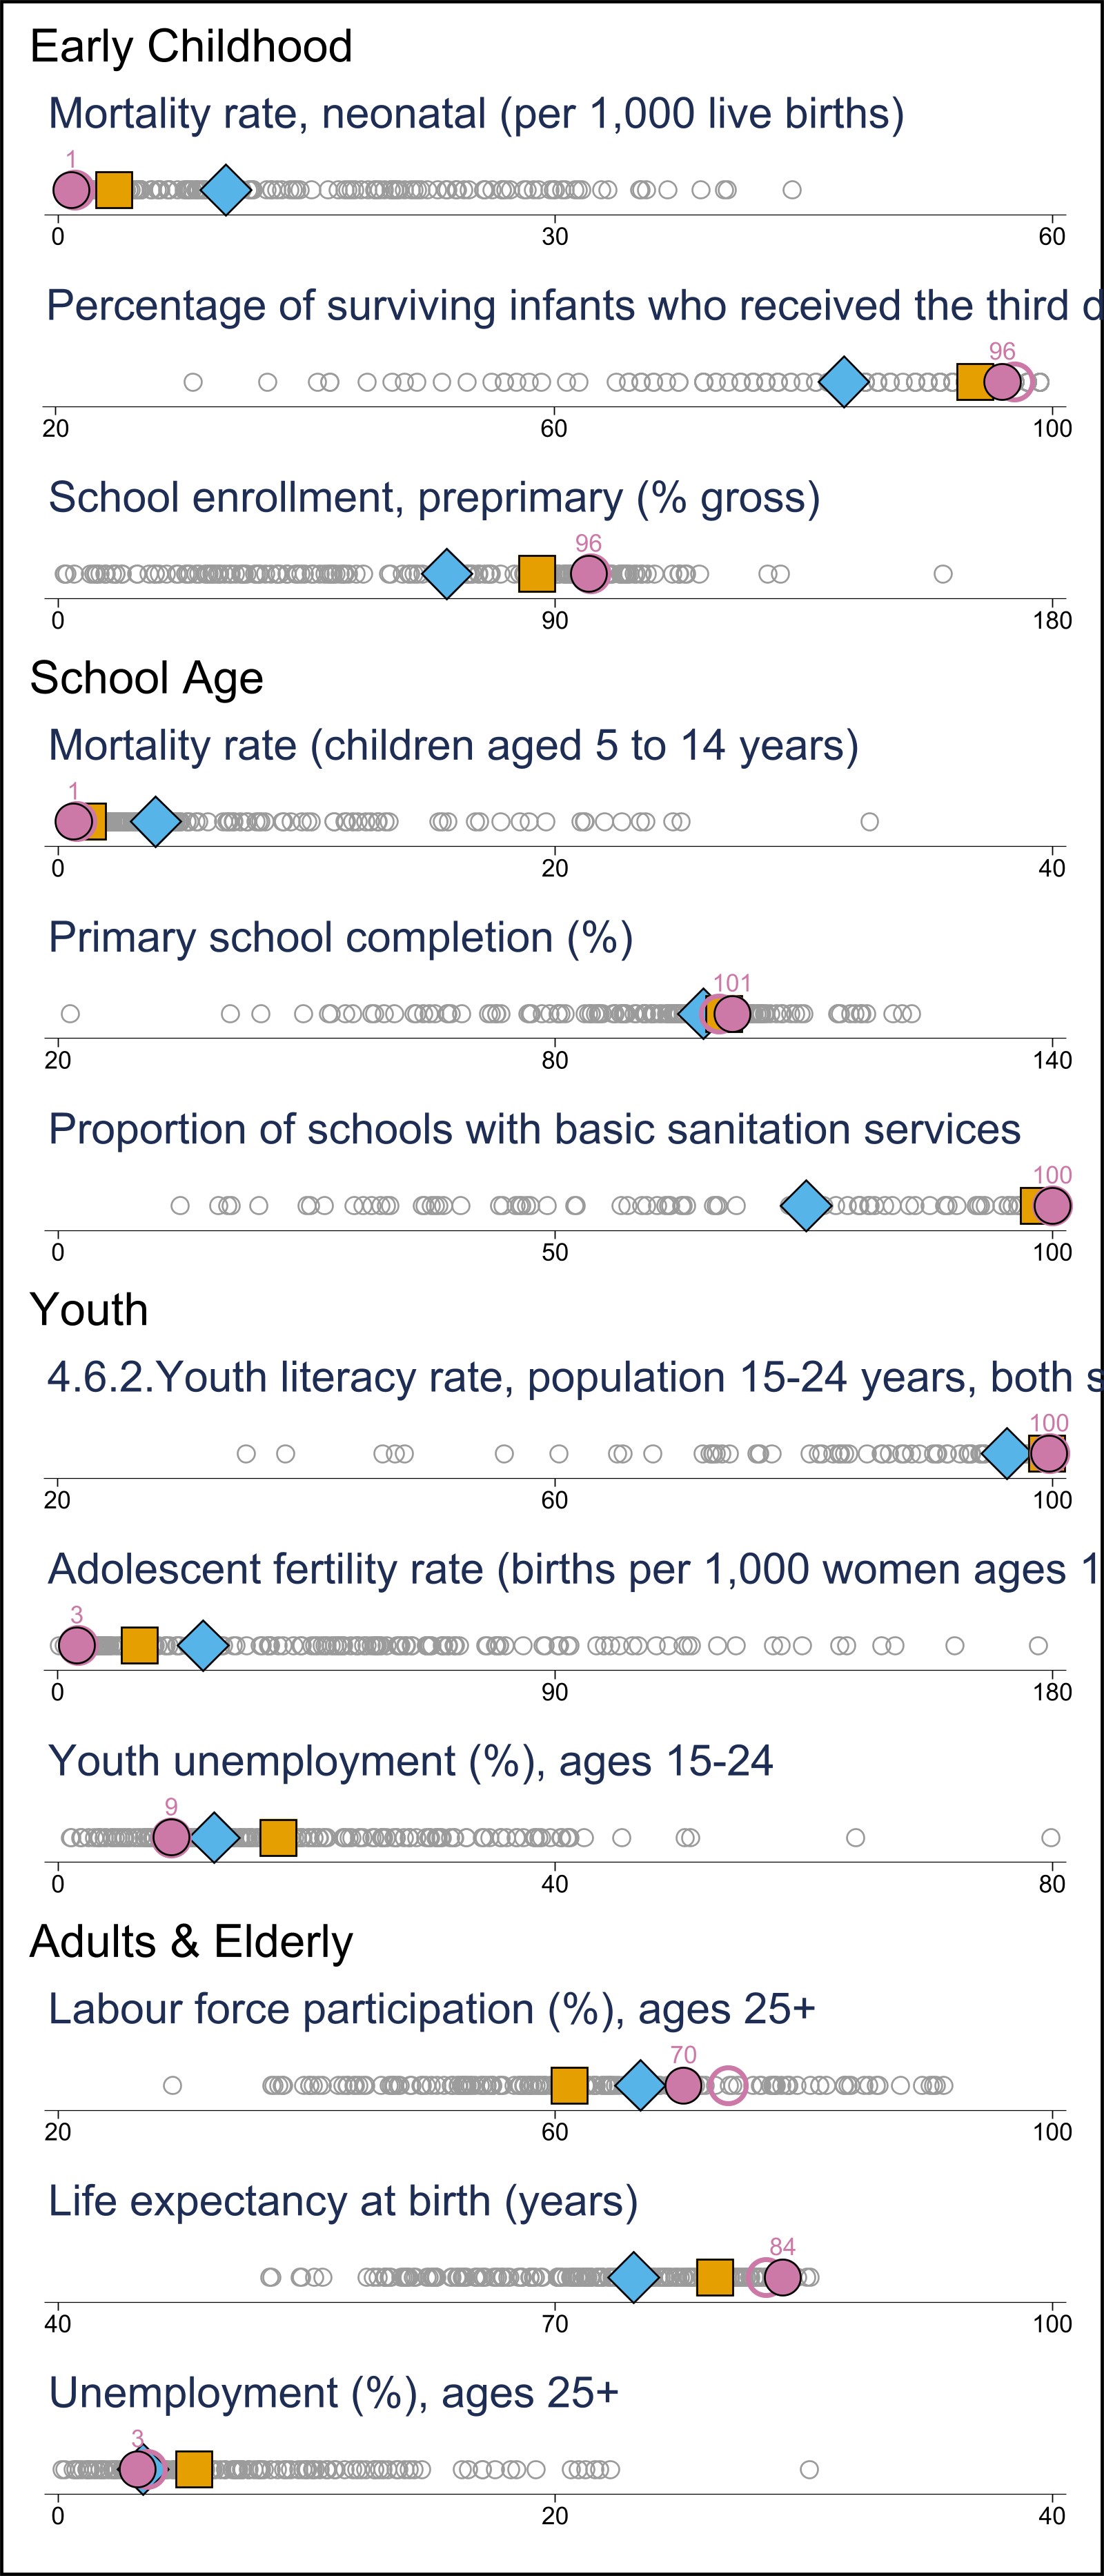 Early Childhood
Mortality rate, neonatal (per 1,000 live births)
1
0 30 60
Percentage of surviving infants who received the third d
96
20 60 100
School enrollment, preprimary (% gross)
96
0 90 180
School Age
Mortality rate (children aged 5 to 14 years)
1
0 20 40
Primary school completion (%)
101
20 80 140
Proportion of schools with basic sanitation services
100
0 50 100
Youth
4.6.2.Youth literacy rate, population 15-24 years, both s
100
20 60 100
Adolescent fertility rate (births per 1,000 women ages 1
3
0 90 180
Youth unemployment (%), ages 15-24
9
0 40 80
Adults & Elderly
Labour force participation (%), ages 25+
70
20 60 100
Life expectancy at birth (years)
84
40 70 100
Unemployment (%), ages 25+
3
0 20 40